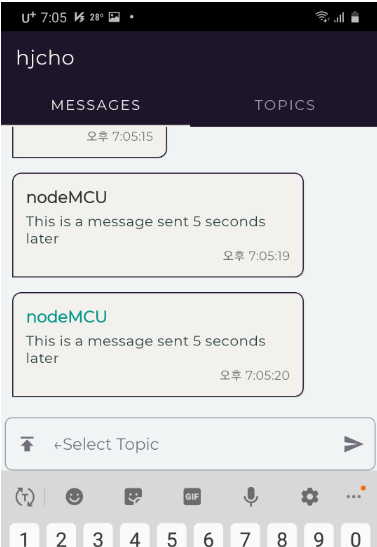 U⁺ 7:05 28°
hjcho
MESSAGES TOPICS
오후 7:05:15
nodeMCU
This is a message sent 5 seconds
later
오후 7:05:19
nodeMCU
This is a message sent 5 seconds
later
오후 7:05:20
←Select Topic
GIF
1 2 3 4 5 6 7 8 9 0